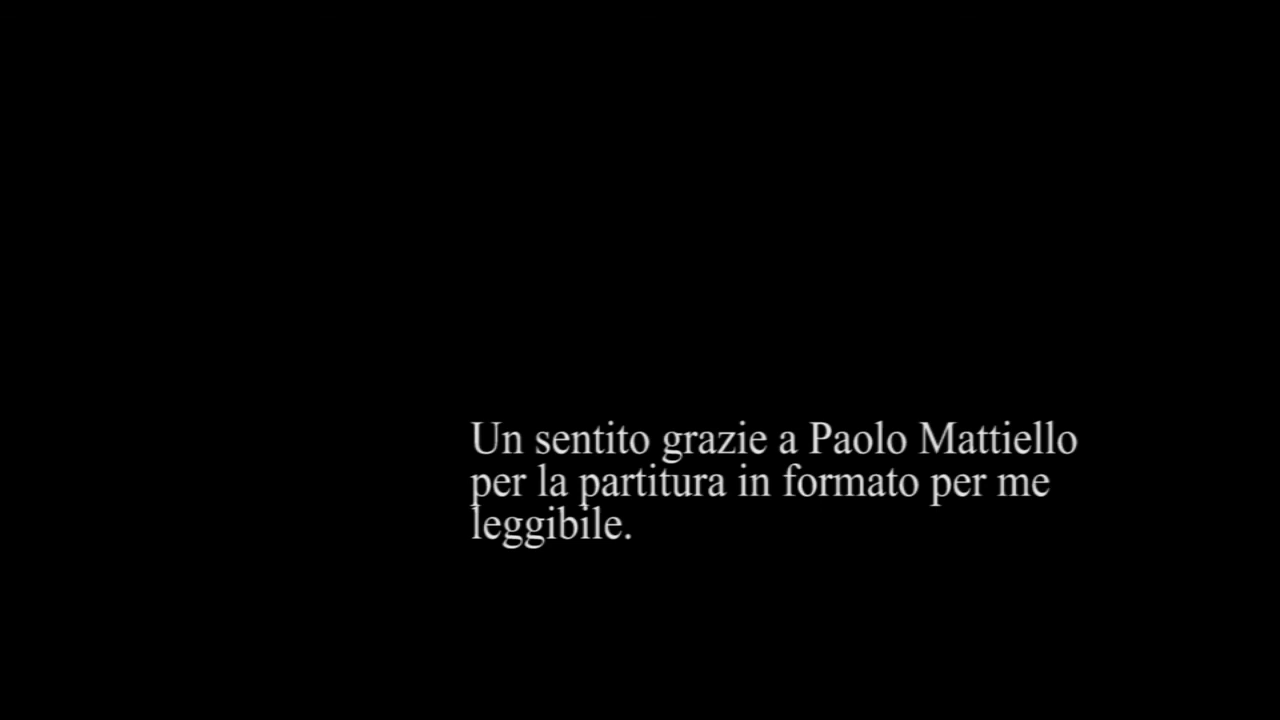 Un sentito grazie a Paolo Mattiello
per la partitura in formato per me
leggibile.